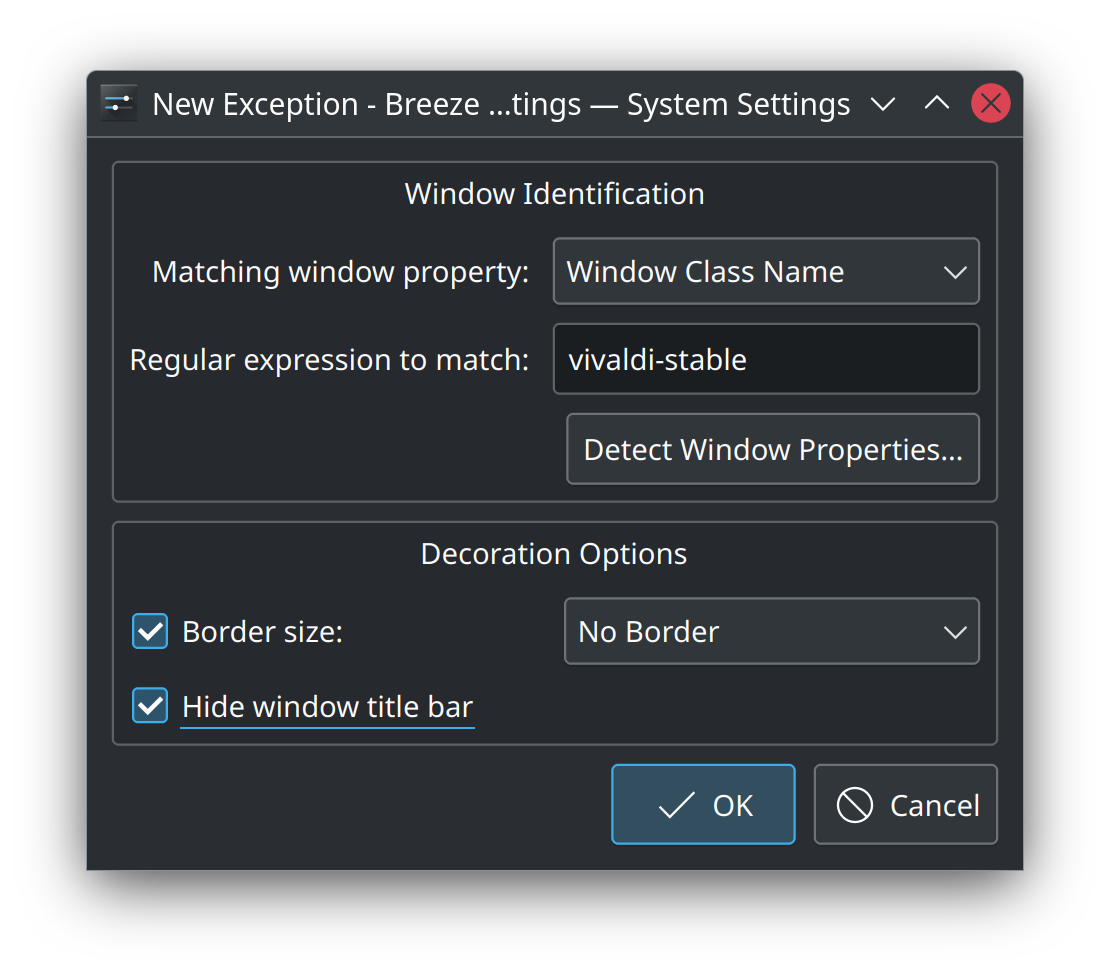 New Exception - Breeze ...tings — System Settings
Window Identification
Matching window property: Window Class Name
Regular expression to match: vivaldi-stable
Detect Window Properties...
Decoration Options
Border size: No Border
Hide window title bar
OK Cancel